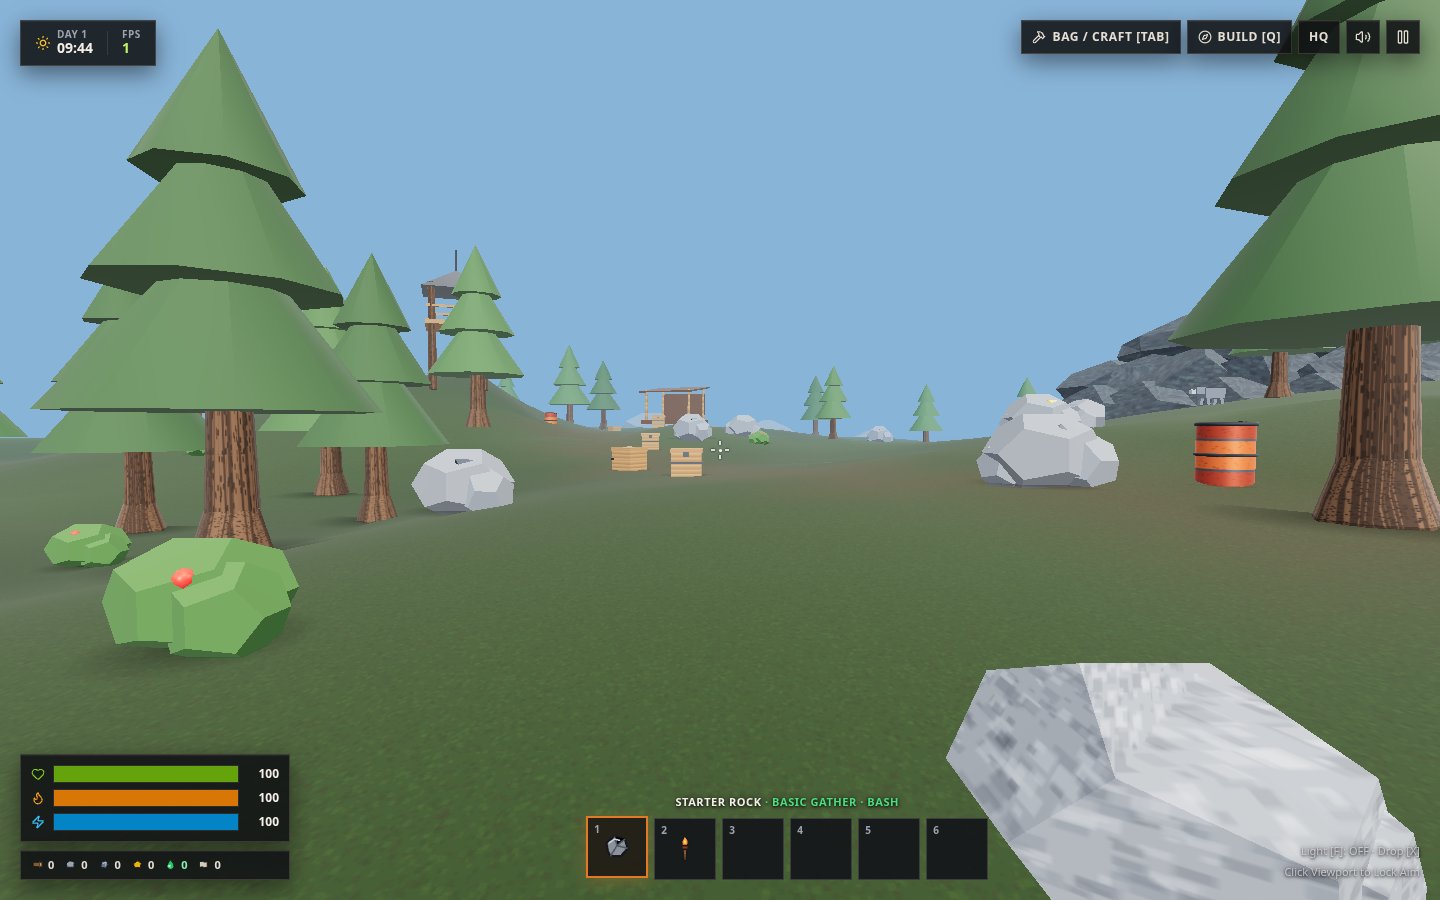 DAY 1
09:44
FPS
1
BAG / CRAFT [TAB]
BUILD [Q]
HQ
100
100
100
0 0 0 0 0 0
STARTER ROCK · BASIC GATHER · BASH
1 2 3 4 5 6
Light [F]: OFF · Drop [X]
Click Viewport to Lock Aim